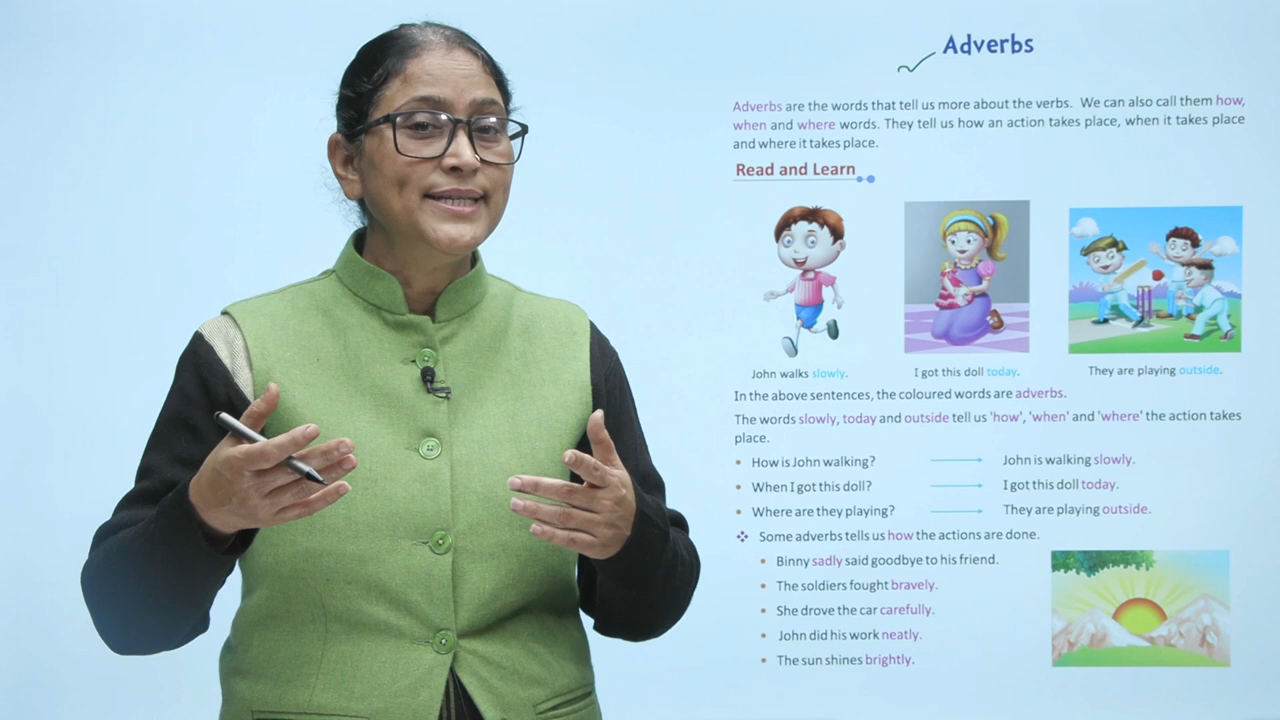 Adverbs
Adverbs are the words that tell us more about the verbs. We can also call them how,
when and where words. They tell us how an action takes place, when it takes place
and where it takes place.
Read and Learn
John walks slowly.
I got this doll today.
They are playing outside.
In the above sentences, the coloured words are adverbs.
The words slowly, today and outside tell us 'how', 'when' and 'where' the action takes
place.
• How is John walking? John is walking slowly.
• When I got this doll? I got this doll today.
• Where are they playing? They are playing outside.
❖ Some adverbs tells us how the actions are done.
• Binny sadly said goodbye to his friend.
• The soldiers fought bravely.
• She drove the car carefully.
• John did his work neatly.
• The sun shines brightly.